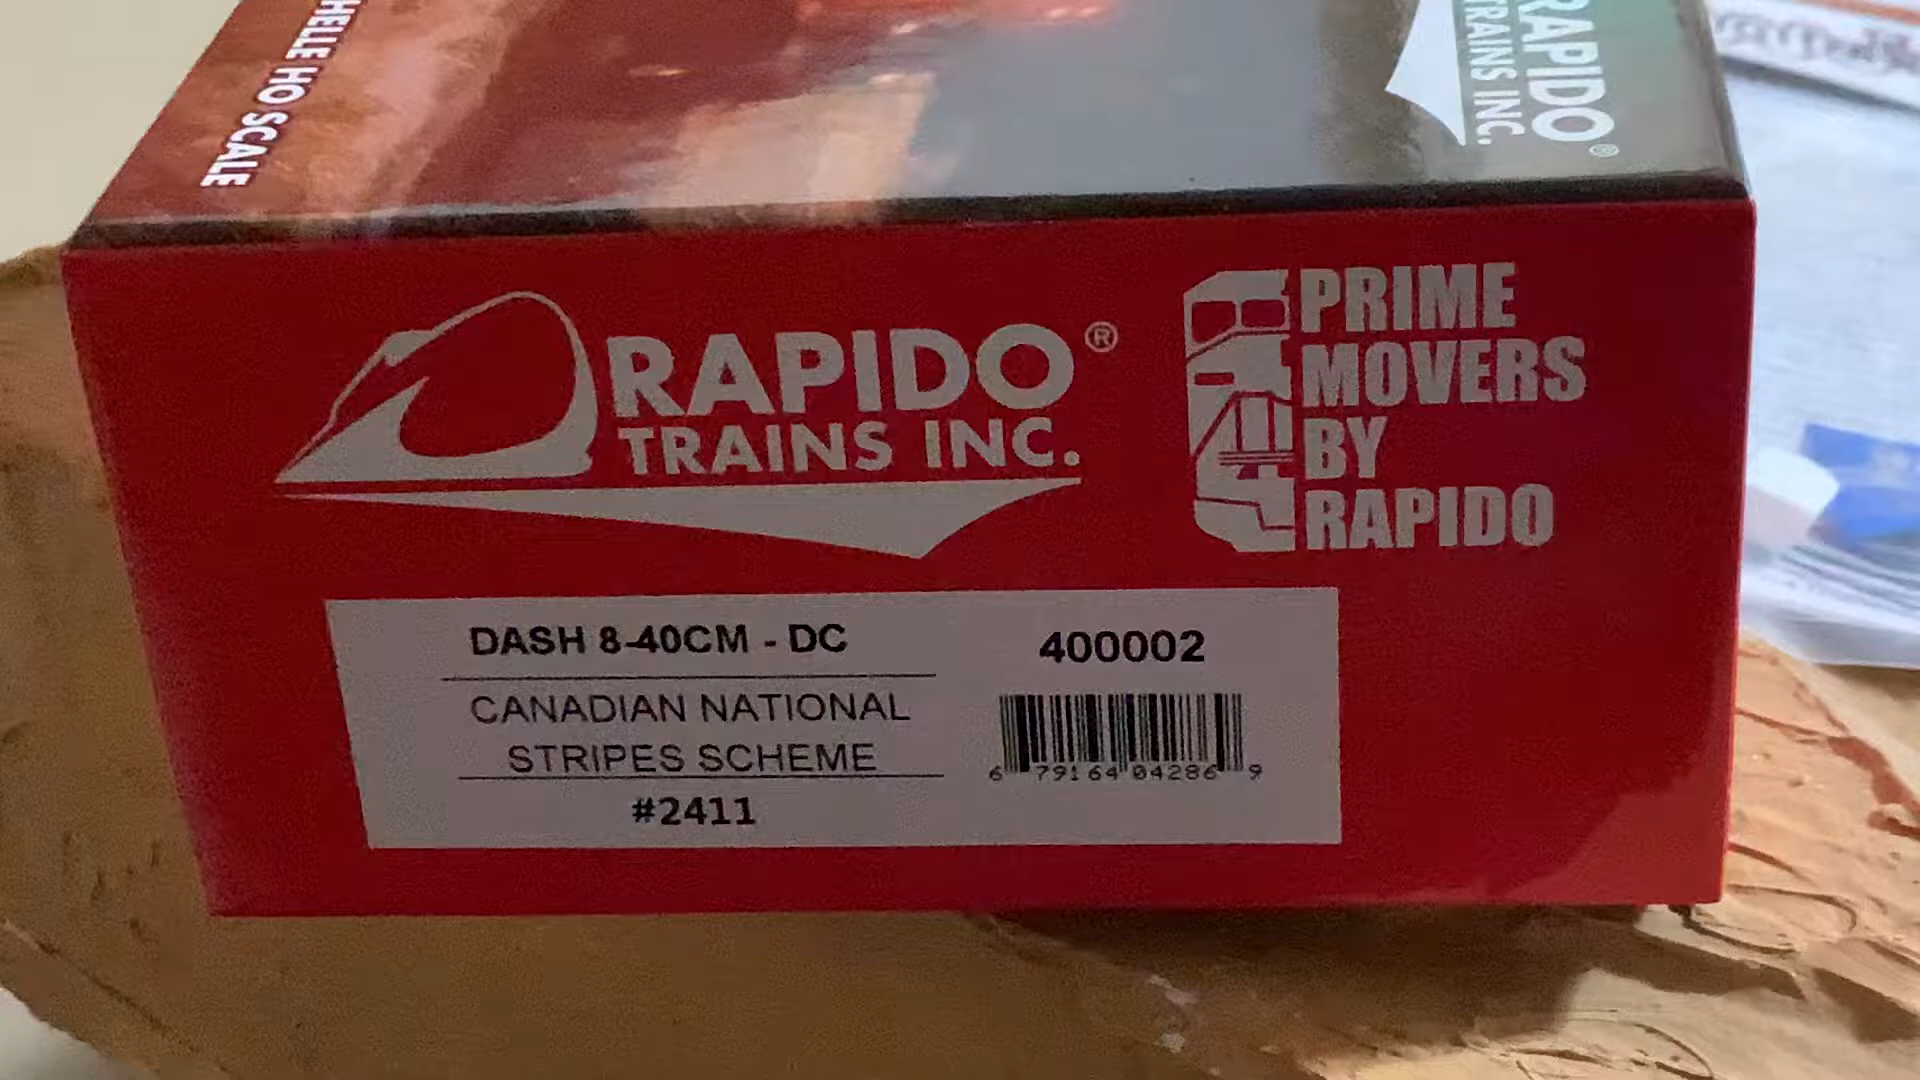 HELLE HO SCALE
RAPIDO®
TRAINS INC.
RAPIDO®
TRAINS INC.
PRIME
MOVERS
BY
RAPIDO
DASH 8-40CM - DC
400002
CANADIAN NATIONAL
STRIPES SCHEME
#2411
6 79164 04286 9